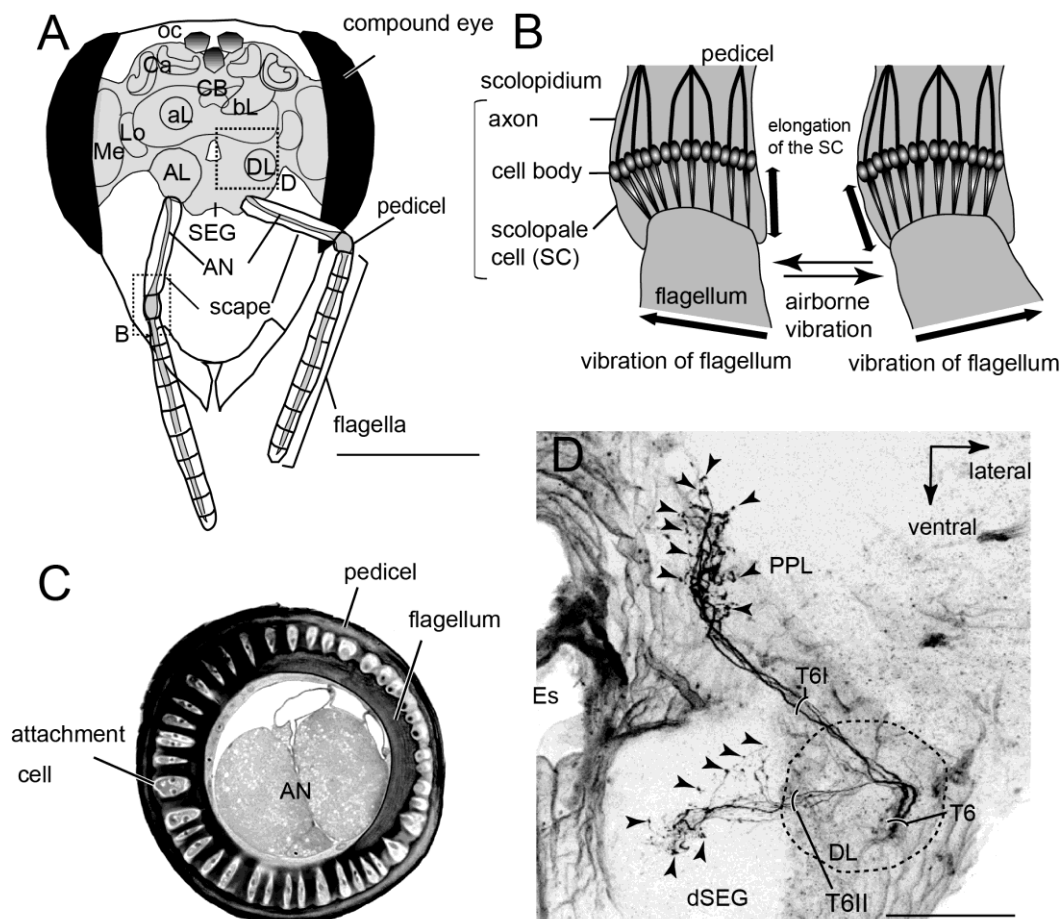 A
oc
compound eye
Ca
CB
bL
aL
Lo
Me
AL
DL
D
SEG
pedicel
AN
scape
B
flagella
B
pedicel
scolopidium
axon
cell body
scolopale
cell (SC)
elongation
of the SC
flagellum
airborne
vibration
vibration of flagellum
vibration of flagellum
C
pedicel
flagellum
attachment
cell
AN
D
lateral
ventral
PPL
T6I
Es
T6
DL
dSEG
T6II